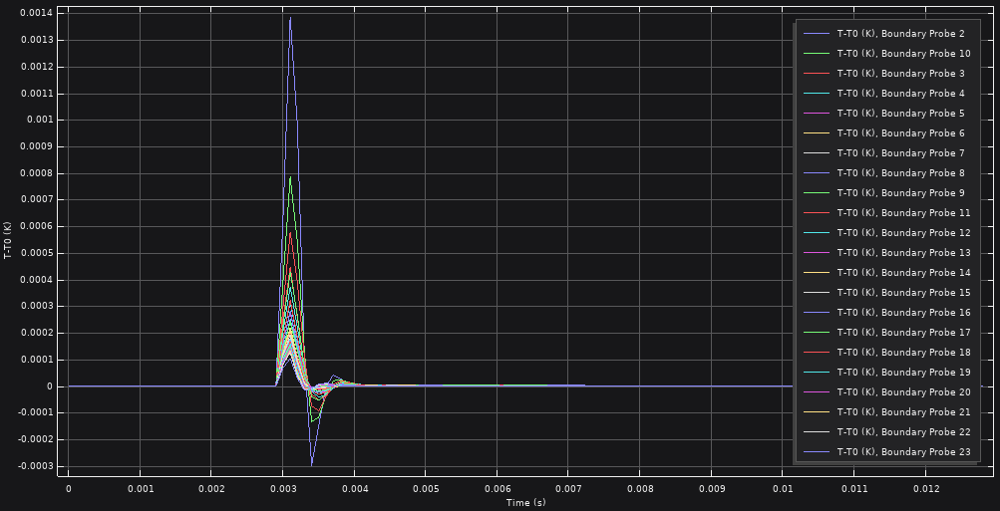 0.0014
0.0013
0.0012
0.0011
0.001
0.0009
0.0008
0.0007
0.0006
0.0005
0.0004
0.0003
0.0002
0.0001
0
-0.0001
-0.0002
-0.0003
T-T0 (K)
0 0.001 0.002 0.003 0.004 0.005 0.006 0.007 0.008 0.009 0.01 0.011 0.012
Time (s)
T-T0 (K), Boundary Probe 2
T-T0 (K), Boundary Probe 10
T-T0 (K), Boundary Probe 3
T-T0 (K), Boundary Probe 4
T-T0 (K), Boundary Probe 5
T-T0 (K), Boundary Probe 6
T-T0 (K), Boundary Probe 7
T-T0 (K), Boundary Probe 8
T-T0 (K), Boundary Probe 9
T-T0 (K), Boundary Probe 11
T-T0 (K), Boundary Probe 12
T-T0 (K), Boundary Probe 13
T-T0 (K), Boundary Probe 14
T-T0 (K), Boundary Probe 15
T-T0 (K), Boundary Probe 16
T-T0 (K), Boundary Probe 17
T-T0 (K), Boundary Probe 18
T-T0 (K), Boundary Probe 19
T-T0 (K), Boundary Probe 20
T-T0 (K), Boundary Probe 21
T-T0 (K), Boundary Probe 22
T-T0 (K), Boundary Probe 23